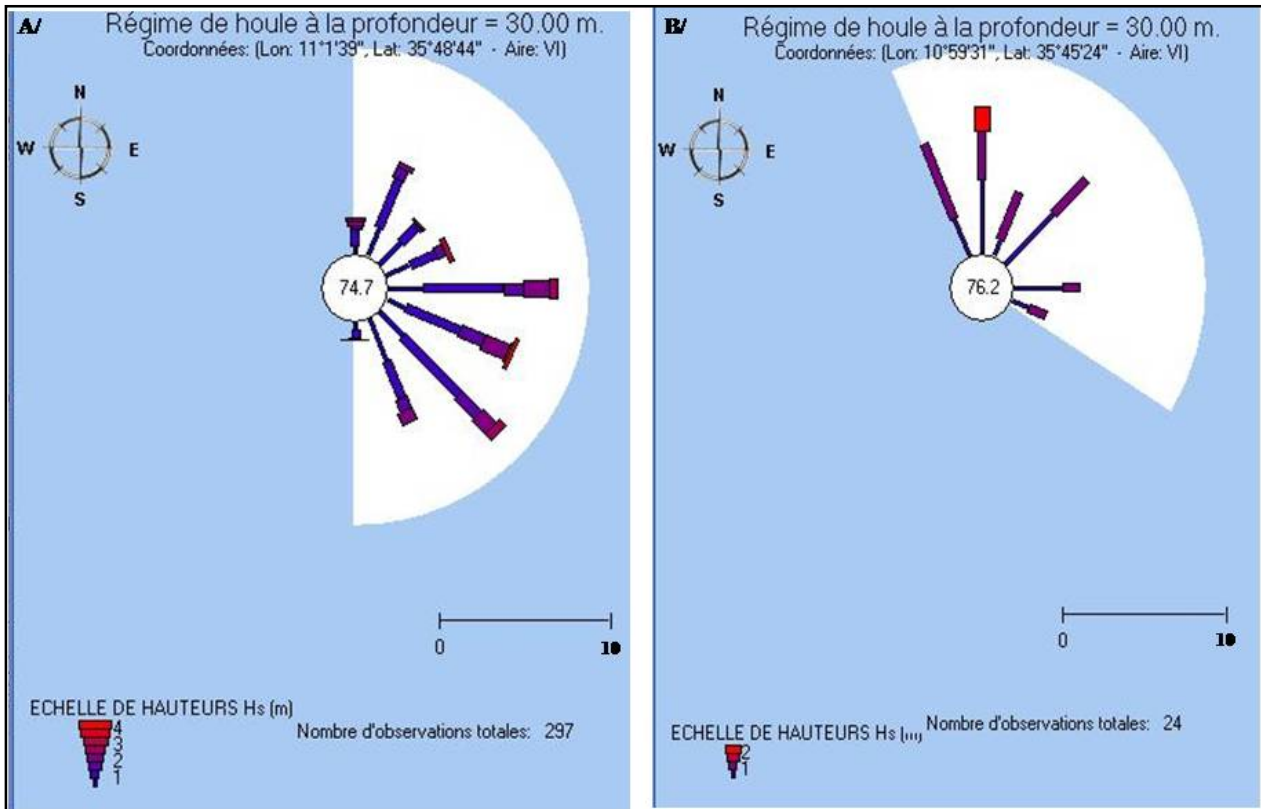 A/
Régime de houle à la profondeur = 30.00 m.
Coordonnées: (Lon: 11°1'39", Lat: 35°48'44" - Aire: VI)
N
W E
S
74.7
0 10
ECHELLE DE HAUTEURS Hs (m)
4
3
2
1
Nombre d'observations totales: 297
B/
Régime de houle à la profondeur = 30.00 m.
Coordonnées: (Lon: 10°59'31", Lat: 35°45'24" - Aire: VI)
N
W E
S
76.2
0 10
Nombre d'observations totales: 24
ECHELLE DE HAUTEURS Hs (m)
2
1